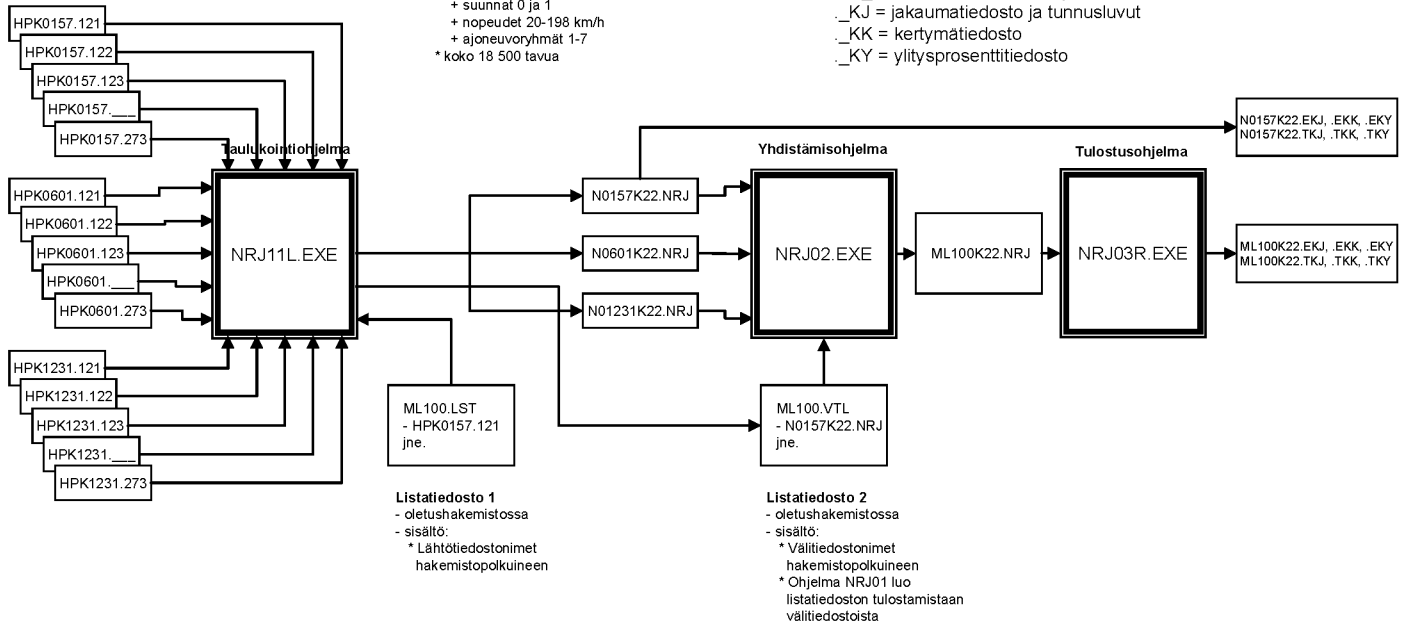 + suunnat 0 ja 1
+ nopeudet 20-198 km/h
+ ajoneuvoryhmät 1-7
* koko 18 500 tavua
._KJ = jakaumatiedosto ja tunnusluvut
._KK = kertymätiedosto
._KY = ylitysprosenttitiedosto
HPK0157.121
HPK0157.122
HPK0157.123
HPK0157.___
HPK0157.273
HPK0601.121
HPK0601.122
HPK0601.123
HPK0601.___
HPK0601.273
HPK1231.121
HPK1231.122
HPK1231.123
HPK1231.___
HPK1231.273
Taulukointiohjelma
NRJ11L.EXE
ML100.LST
- HPK0157.121
jne.
Listatiedosto 1
- oletushakemistossa
- sisältö:
* Lähtötiedostonimet
hakemistopolkuineen
N0157K22.NRJ
N0601K22.NRJ
N01231K22.NRJ
Yhdistämisohjelma
NRJ02.EXE
ML100.VTL
- N0157K22.NRJ
jne.
Listatiedosto 2
- oletushakemistossa
- sisältö:
* Välitiedostonimet
hakemistopolkuineen
* Ohjelma NRJ01 luo
listatiedoston tulostamistaan
välitiedostoista
ML100K22.NRJ
Tulostusohjelma
NRJ03R.EXE
N0157K22.EKJ, .EKK, .EKY
N0157K22.TKJ, .TKK, .TKY
ML100K22.EKJ, .EKK, .EKY
ML100K22.TKJ, .TKK, .TKY